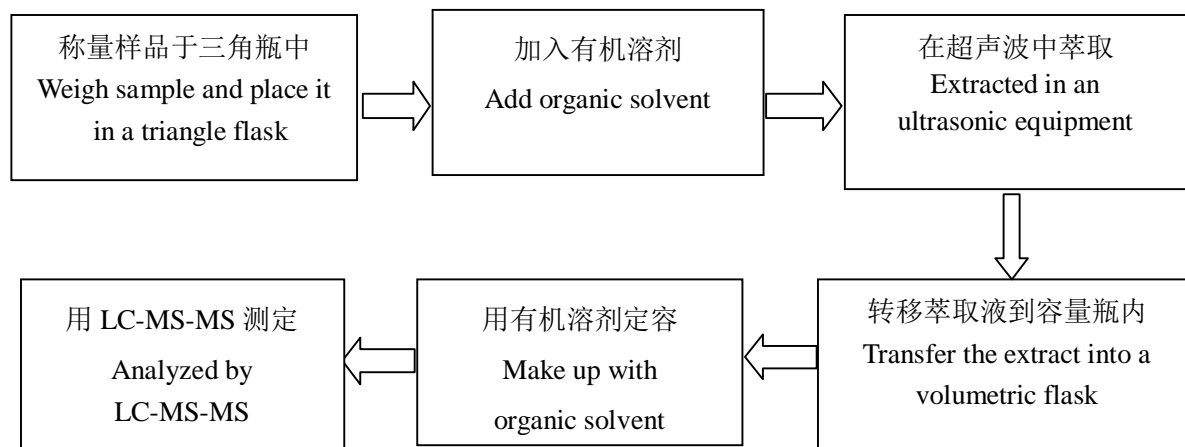 称量样品于三角瓶中
Weigh sample and place it
in a triangle flask
加入有机溶剂
Add organic solvent
在超声波中萃取
Extracted in an
ultrasonic equipment
转移萃取液到容量瓶内
Transfer the extract into a
volumetric flask
用有机溶剂定容
Make up with
organic solvent
用 LC-MS-MS 测定
Analyzed by
LC-MS-MS